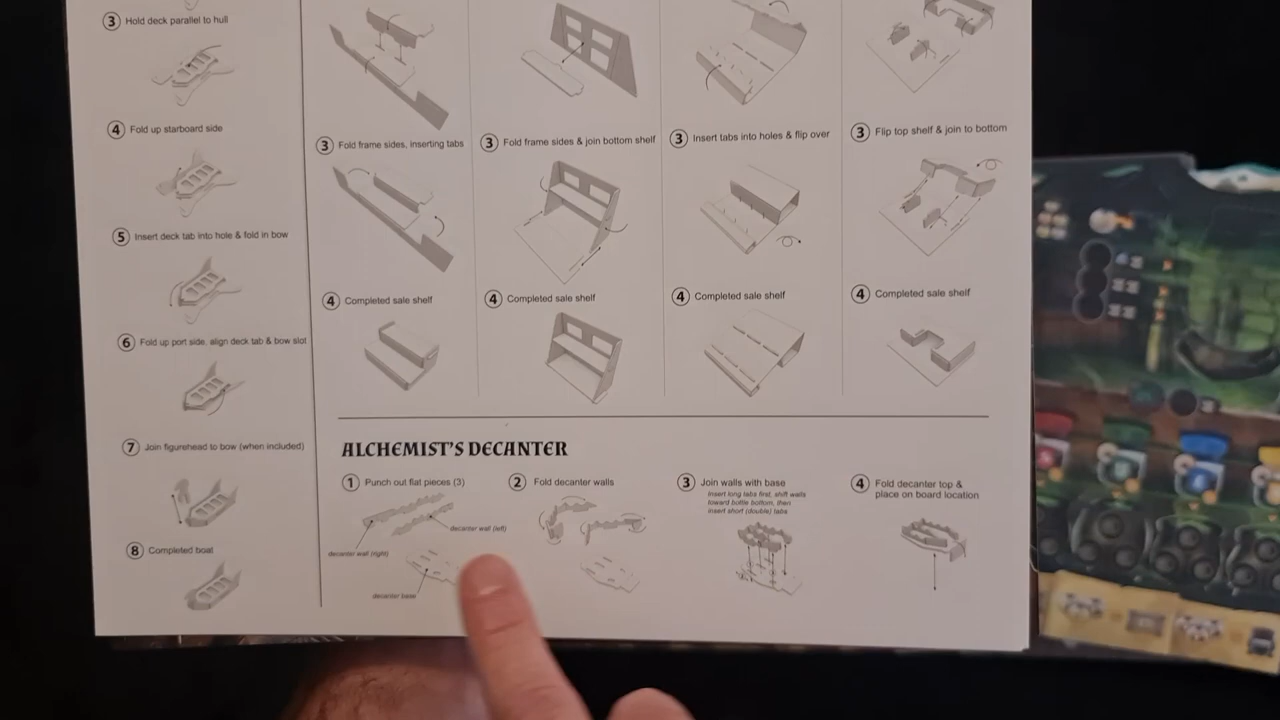 3 Hold deck parallel to hull
4 Fold up starboard side
5 Insert deck tab into hole & fold in bow
6 Fold up port side, align deck tab & bow slot
7 Join figurehead to bow (when included)
8 Completed boat
3 Fold frame sides, inserting tabs
4 Completed sale shelf
3 Fold frame sides & join bottom shelf
4 Completed sale shelf
3 Insert tabs into holes & flip over
4 Completed sale shelf
3 Flip top shelf & join to bottom
4 Completed sale shelf
ALCHEMIST'S DECANTER
1 Punch out flat pieces (3)
decanter wall (left)
decanter wall (right)
decanter base
2 Fold decanter walls
3 Join walls with base
Insert long tabs first, shift walls
toward bottle bottom, then
insert short (double) tabs
4 Fold decanter top &
place on board location